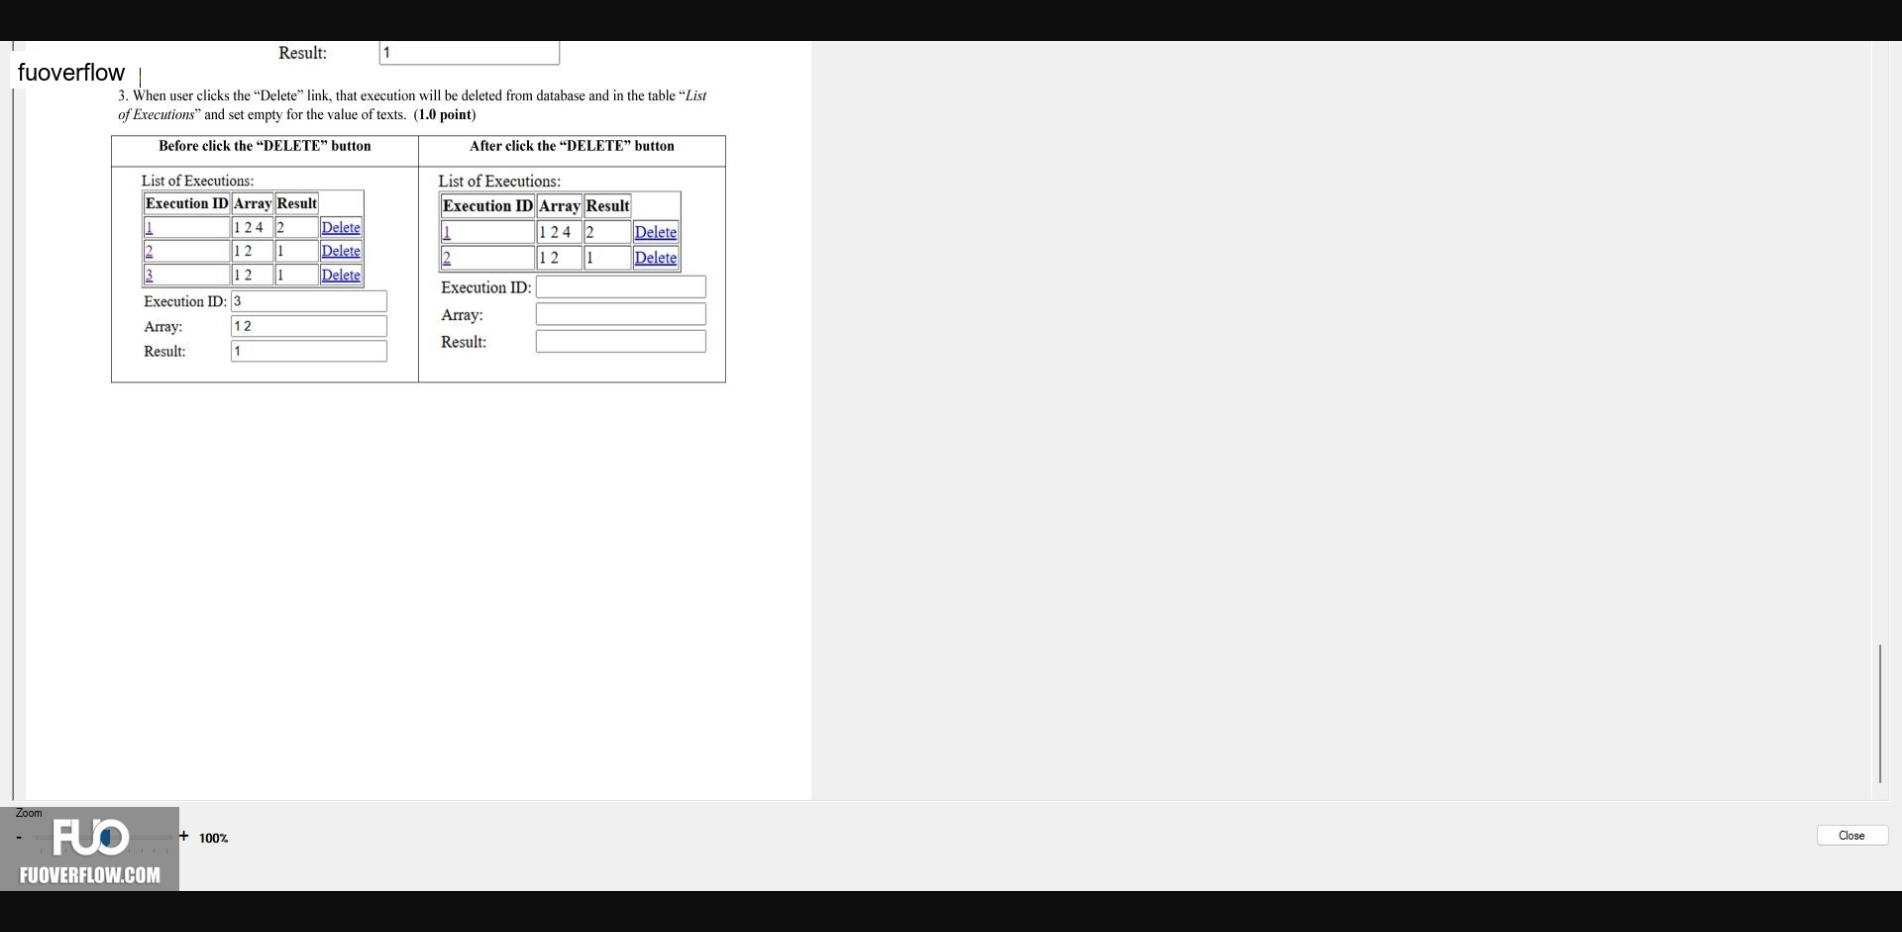 Result: 1
fuoverflow
3. When user clicks the “Delete” link, that execution will be deleted from database and in the table “List
of Executions” and set empty for the value of texts. (1.0 point)
Before click the “DELETE” button After click the “DELETE” button
List of Executions:
Execution ID Array Result
1 1 2 4 2 Delete
2 1 2 1 Delete
3 1 2 1 Delete
Execution ID: 3
Array: 1 2
Result: 1
List of Executions:
Execution ID Array Result
1 1 2 4 2 Delete
2 1 2 1 Delete
Execution ID:
Array:
Result:
Zoom
- + 100%
FUO
FUOVERFLOW.COM
Close